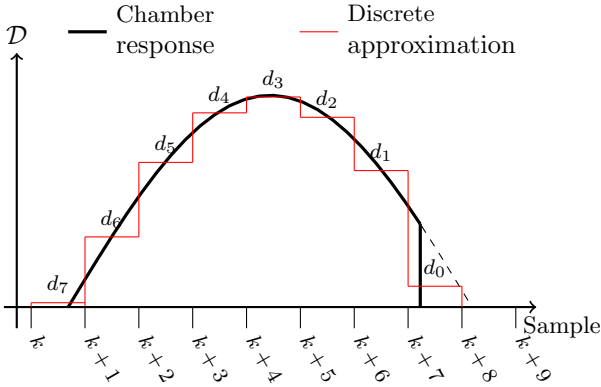 Chamber response
Discrete approximation
𝒟
d₃
d₄
d₂
d₅
d₁
d₆
d₇
d₀
Sample
k
k + 1
k + 2
k + 3
k + 4
k + 5
k + 6
k + 7
k + 8
k + 9